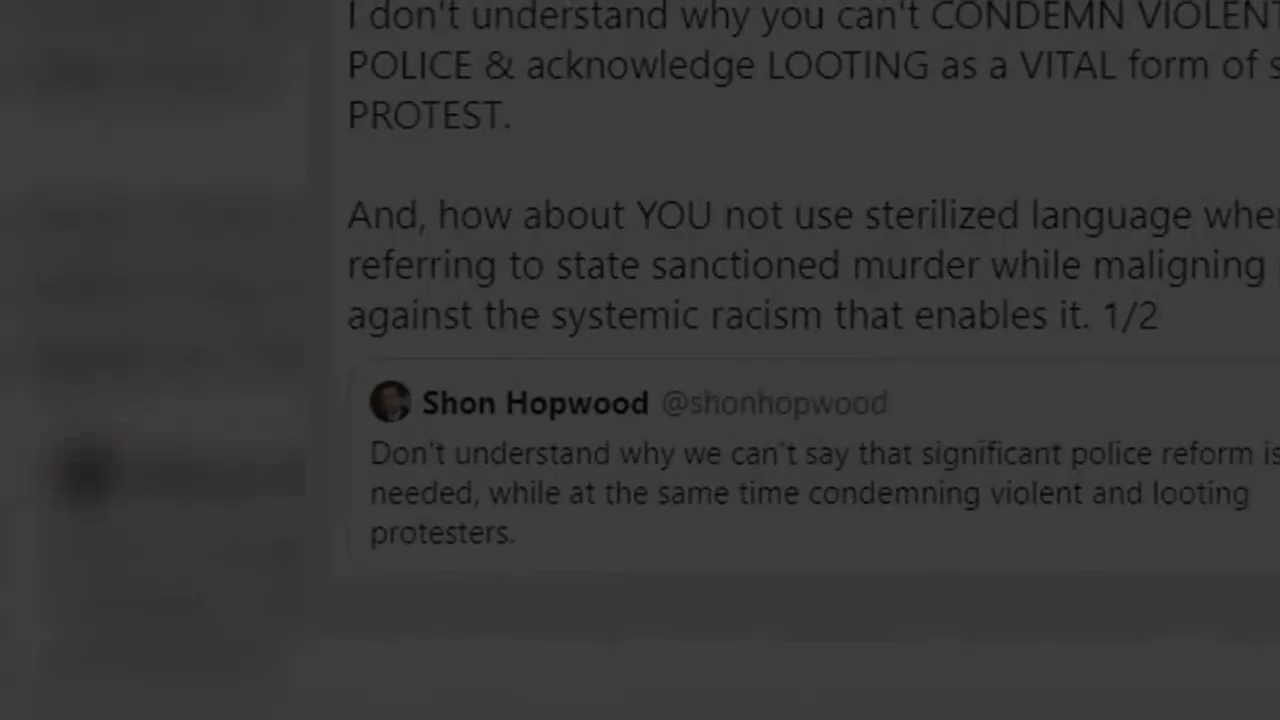 I don't understand why you can't CONDEMN VIOLENT
POLICE & acknowledge LOOTING as a VITAL form of s
PROTEST.
And, how about YOU not use sterilized language whe
referring to state sanctioned murder while maligning
against the systemic racism that enables it. 1/2
Shon Hopwood @shonhopwood
Don't understand why we can't say that significant police reform is
needed, while at the same time condemning violent and looting
protesters.